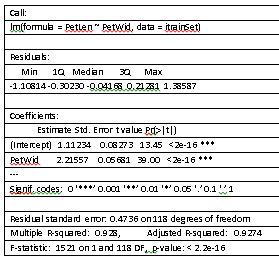 Call:
lm(formula = PetLen ~ PetWid, data = itrainSet)
Residuals:
Min 1Q Median 3Q Max
-1.10814 -0.30230 -0.04168 0.21281 1.38587
Coefficients:
Estimate Std. Error t value Pr(>|t|)
(Intercept) 1.11234 0.08273 13.45 <2e-16 ***
PetWid 2.21557 0.05681 39.00 <2e-16 ***
---
Signif. codes: 0 '***' 0.001 '**' 0.01 '*' 0.05 '.' 0.1 ' ' 1
Residual standard error: 0.4736 on 118 degrees of freedom
Multiple R-squared: 0.928, Adjusted R-squared: 0.9274
F-statistic: 1521 on 1 and 118 DF, p-value: < 2.2e-16